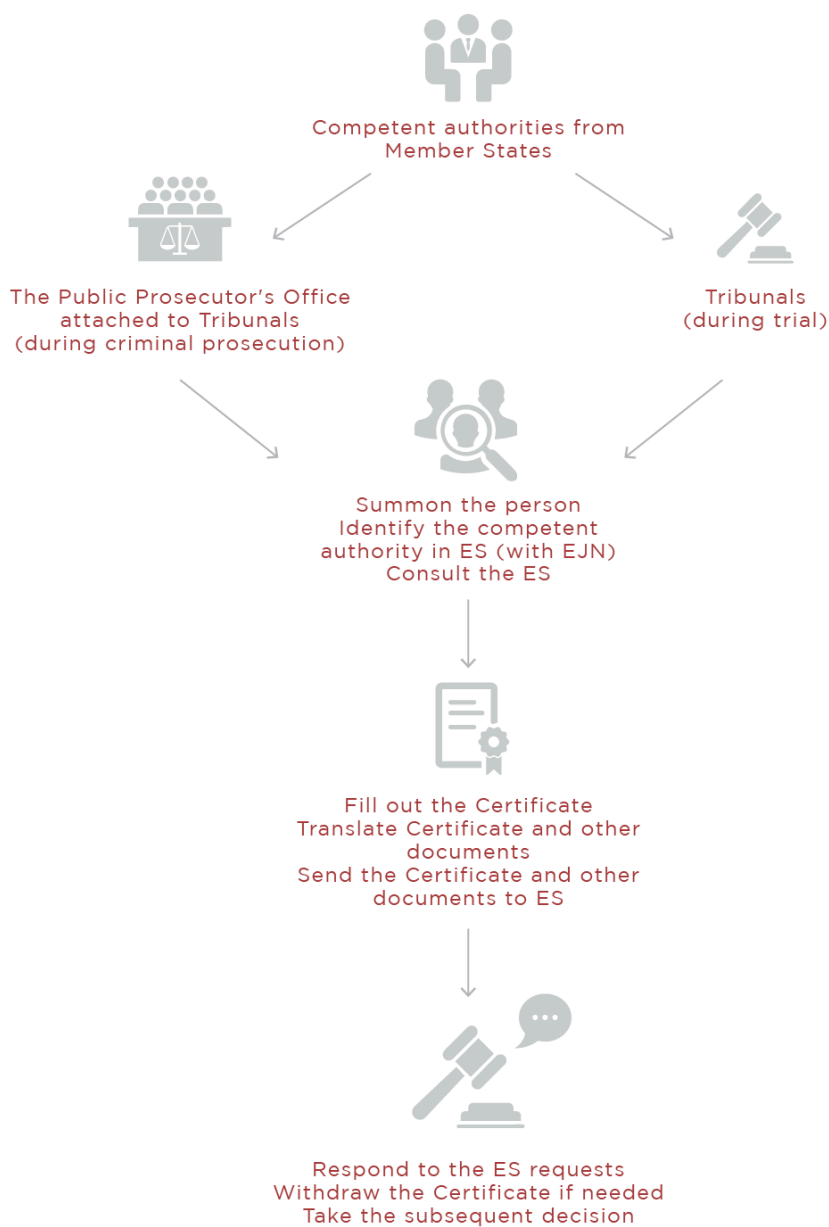 Competent authorities from
Member States
The Public Prosecutor's Office
attached to Tribunals
(during criminal prosecution)
Tribunals
(during trial)
Summon the person
Identify the competent
authority in ES (with EJN)
Consult the ES
Fill out the Certificate
Translate Certificate and other
documents
Send the Certificate and other
documents to ES
Respond to the ES requests
Withdraw the Certificate if needed
Take the subsequent decision